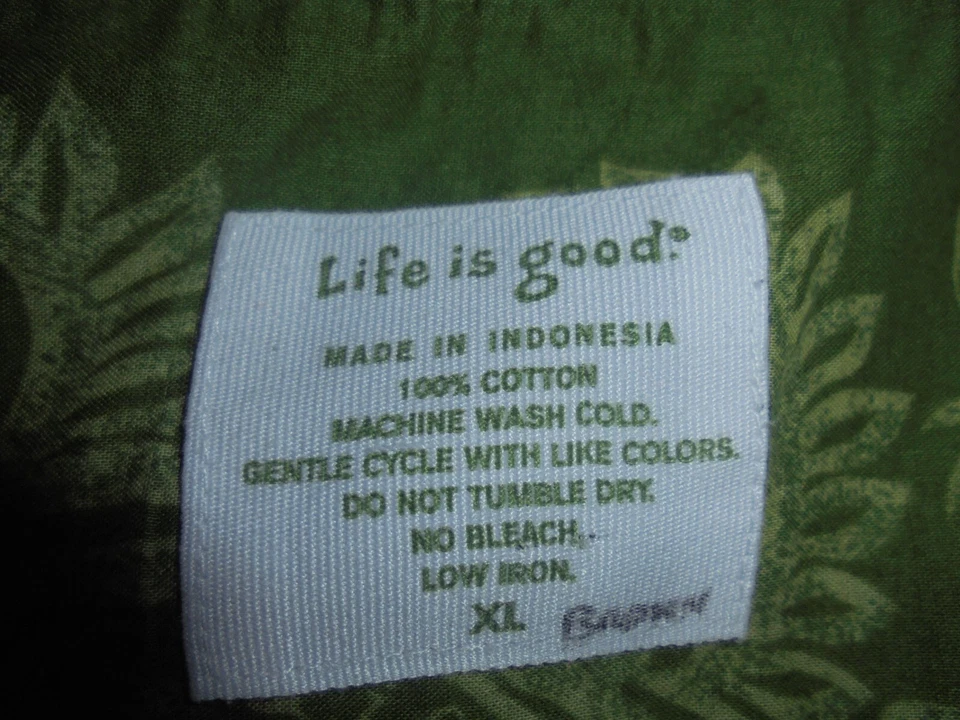 Life is good®
MADE IN INDONESIA
100% COTTON
MACHINE WASH COLD.
GENTLE CYCLE WITH LIKE COLORS.
DO NOT TUMBLE DRY.
NO BLEACH.
LOW IRON.
XL